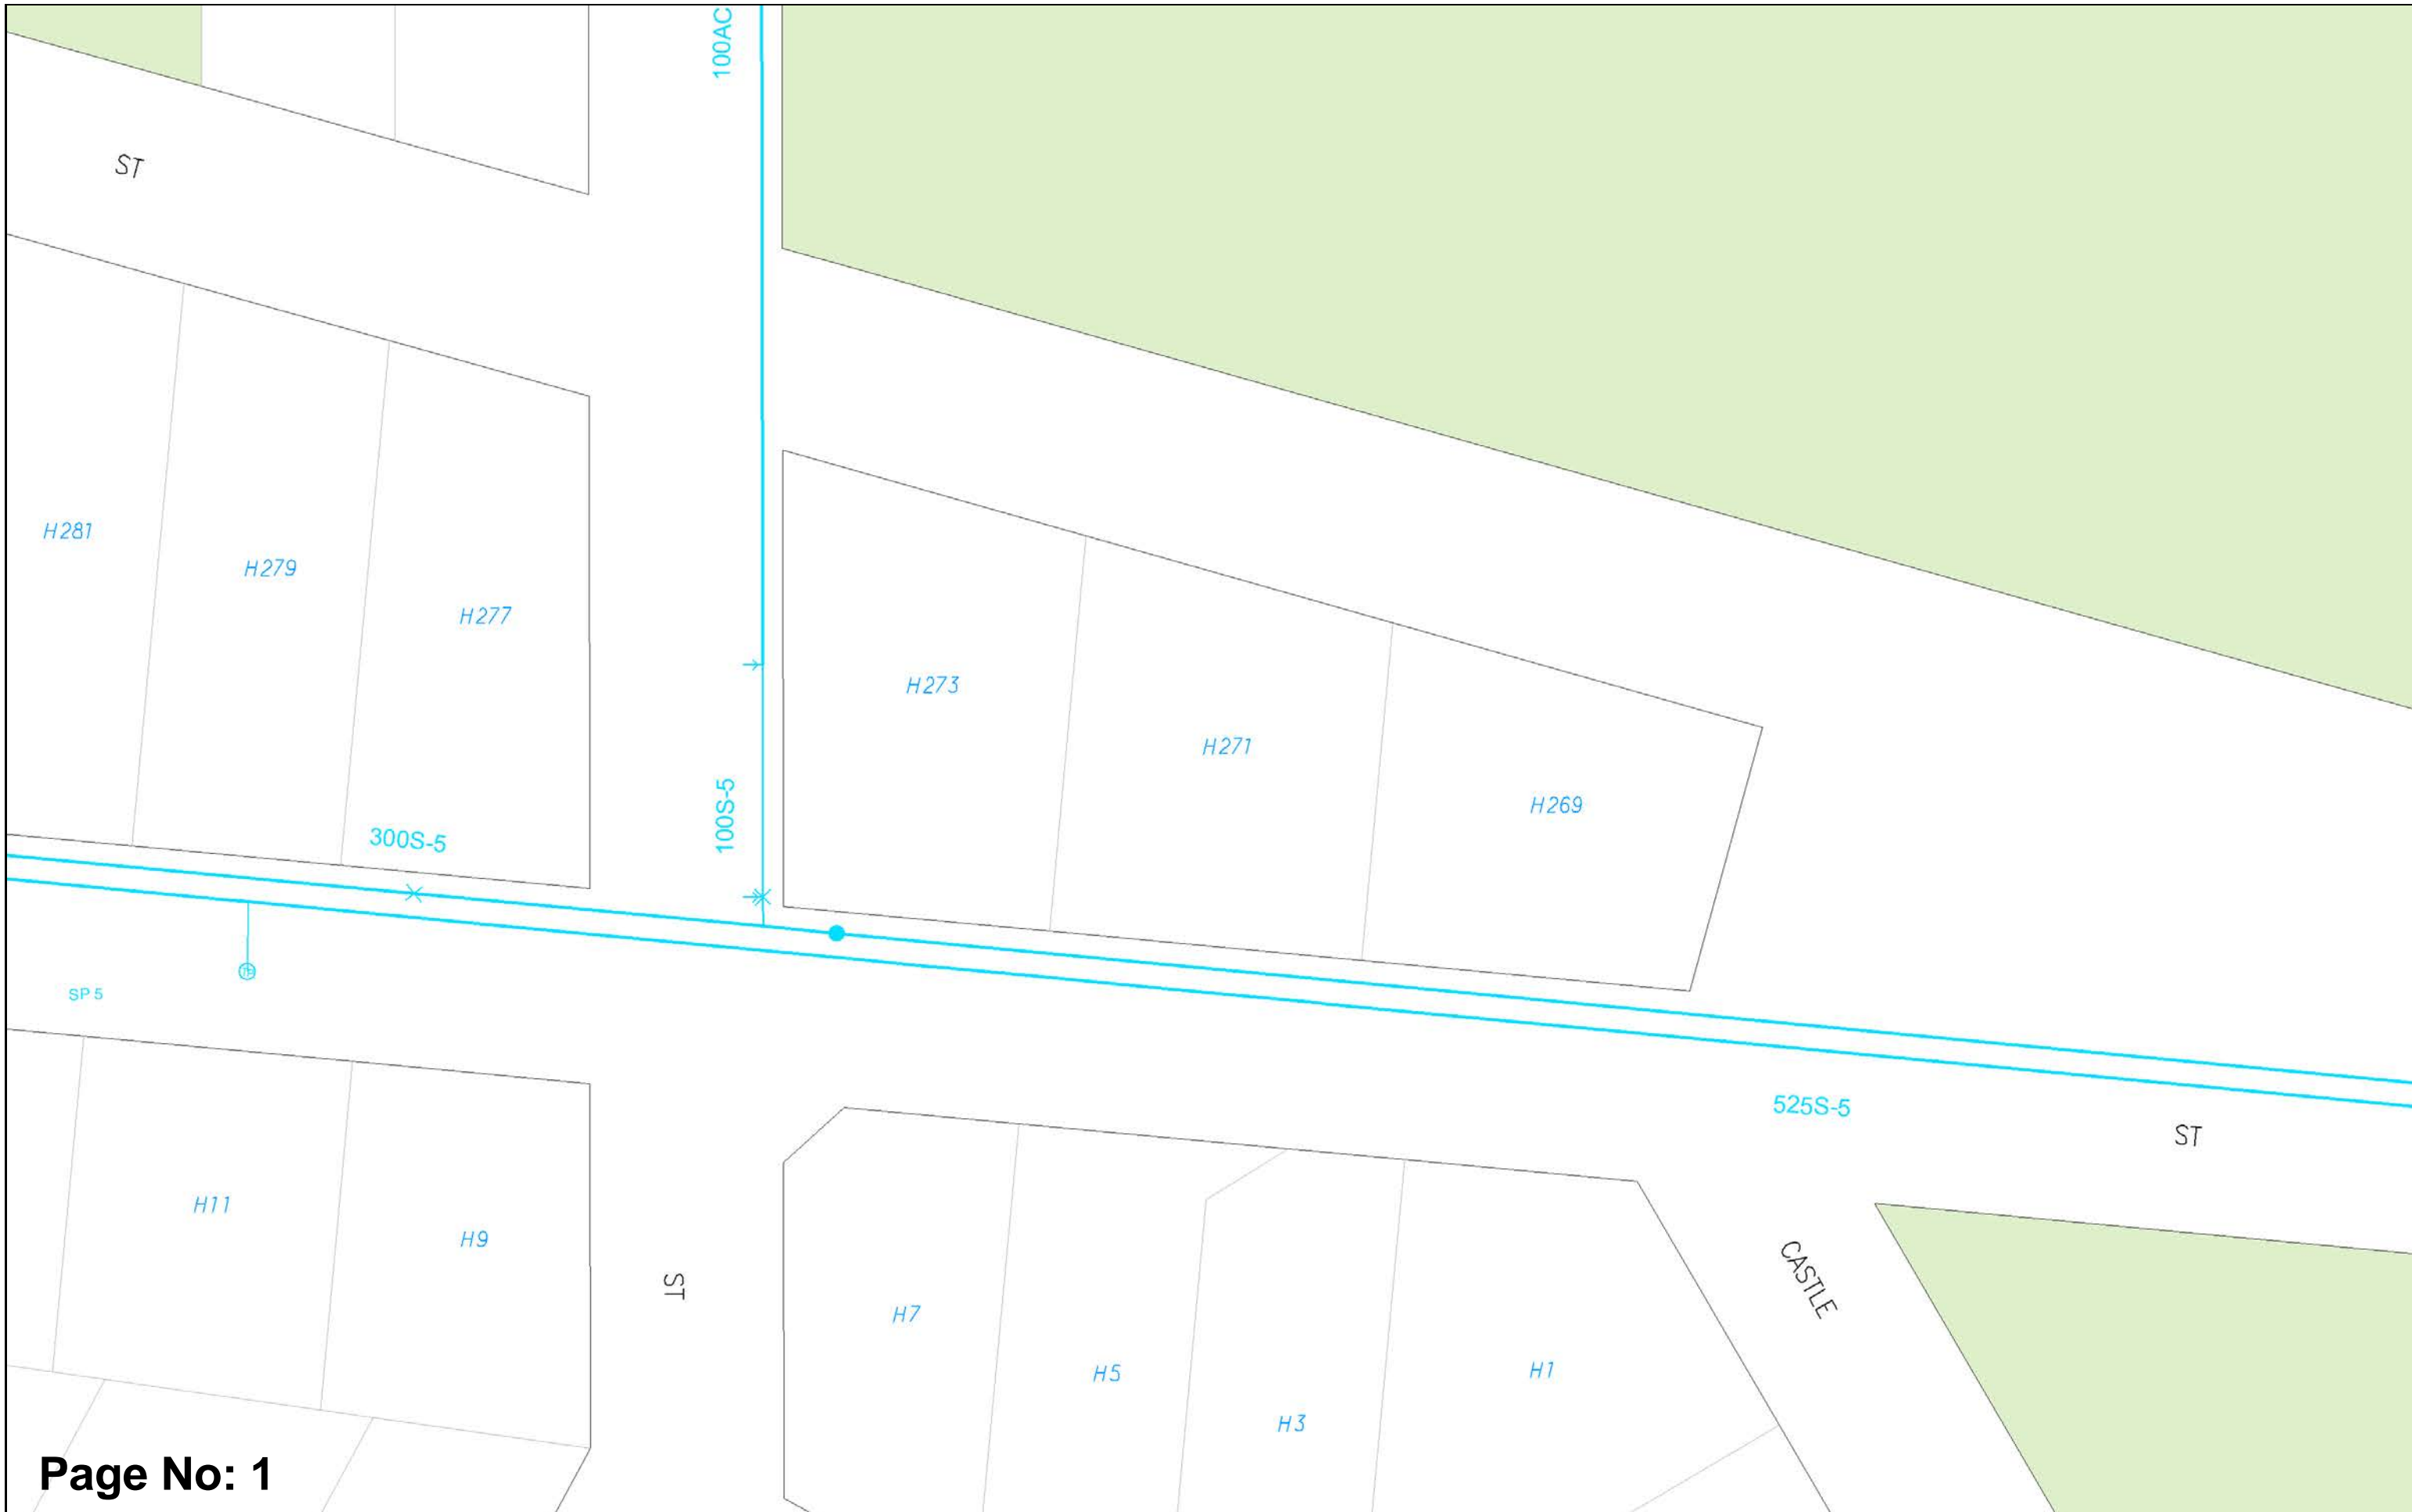 100AC
ST
H281
H279
H277
H273
H271
H269
100S-5
300S-5
SP 5
525S-5
ST
H11
H9
ST
H7
H5
H3
H1
CASTLE
Page No: 1